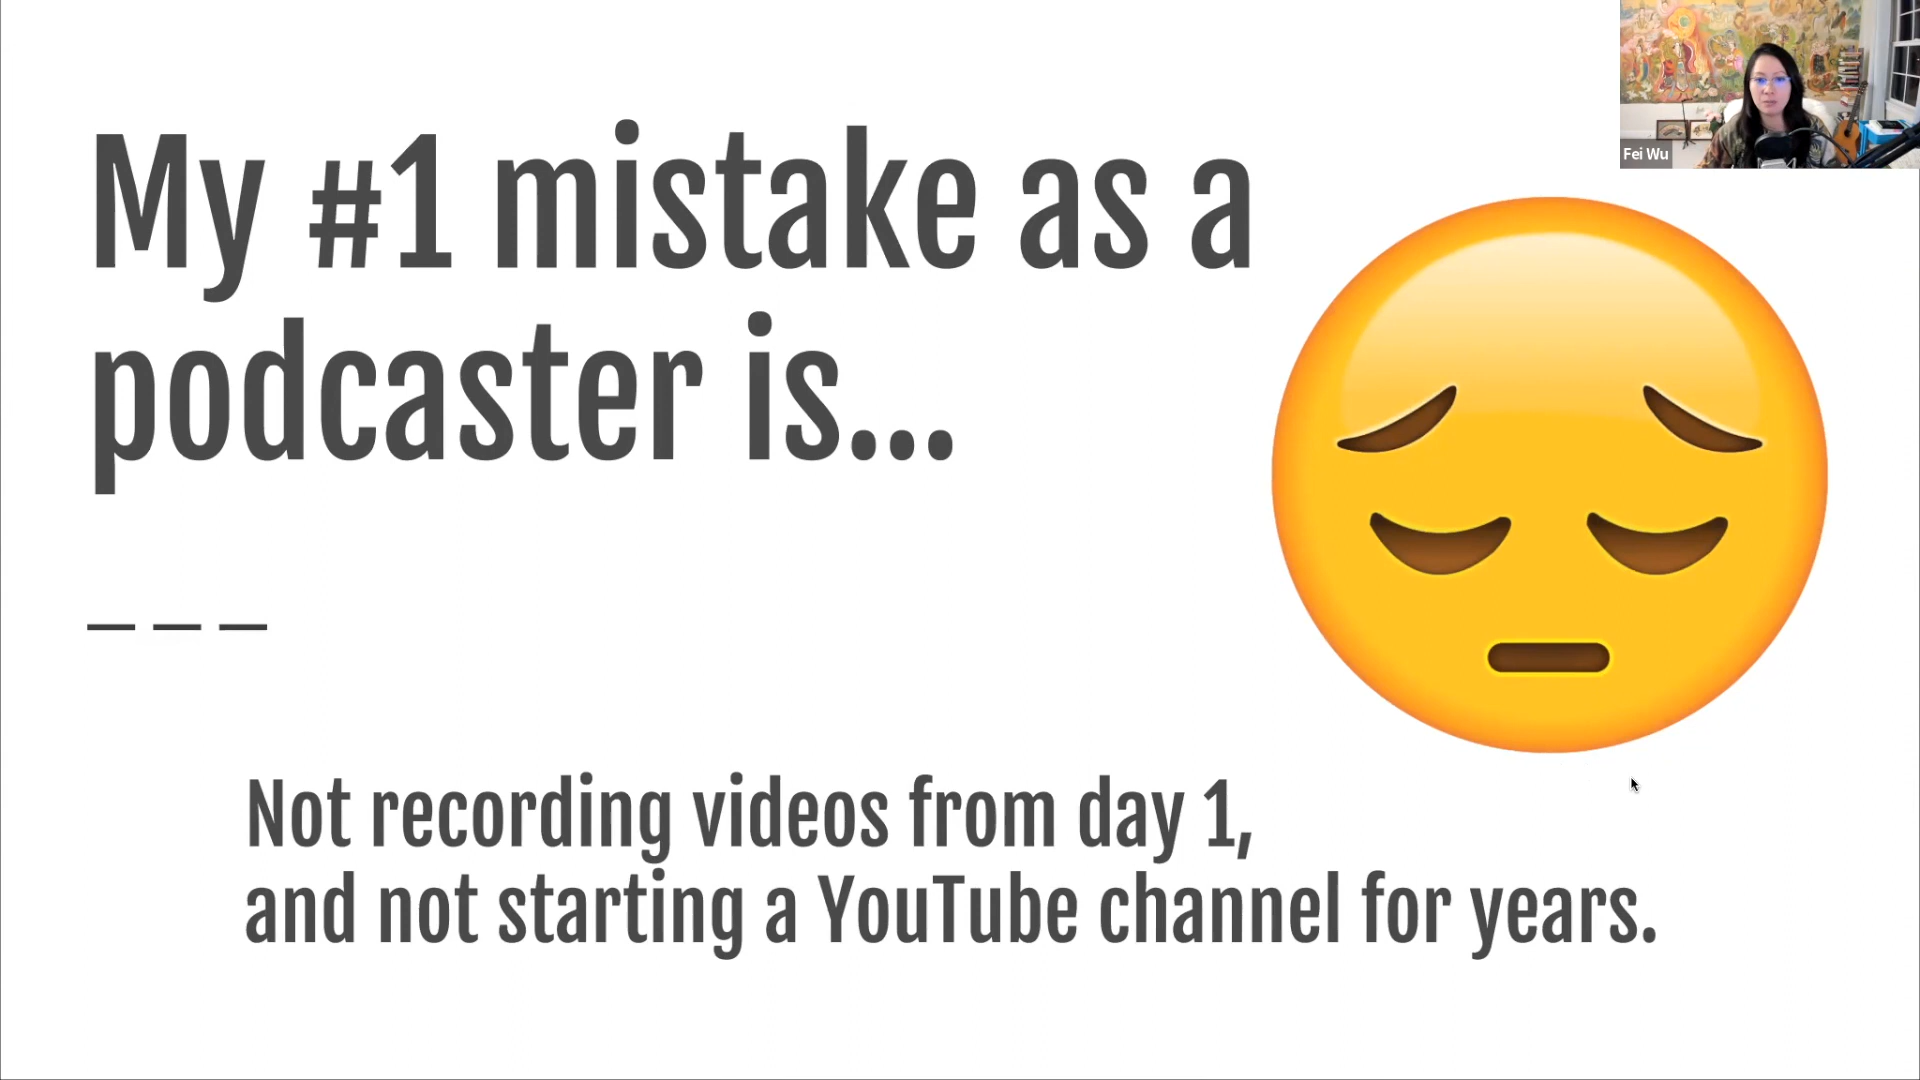 Fei Wu
My #1 mistake as a
podcaster is...
Not recording videos from day 1,
and not starting a YouTube channel for years.